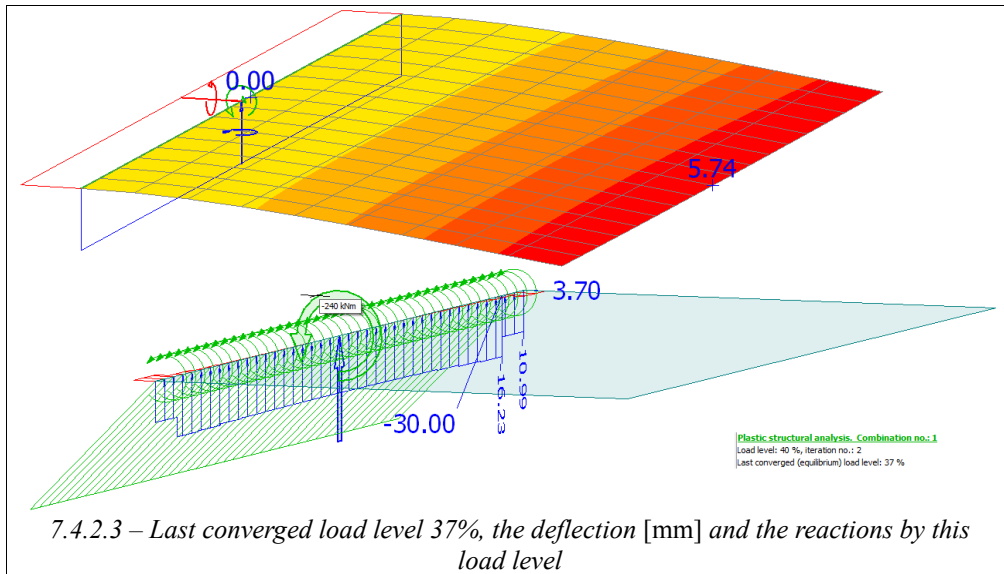 0.00
5.74
-240 kNm
3.70
-10.99
-16.23
-30.00
Plastic structural analysis, Combination no.: 1
Load level: 40 %, iteration no.: 2
Last converged (equilibrium) load level: 37 %
7.4.2.3 – Last converged load level 37%, the deflection [mm] and the reactions by this
load level